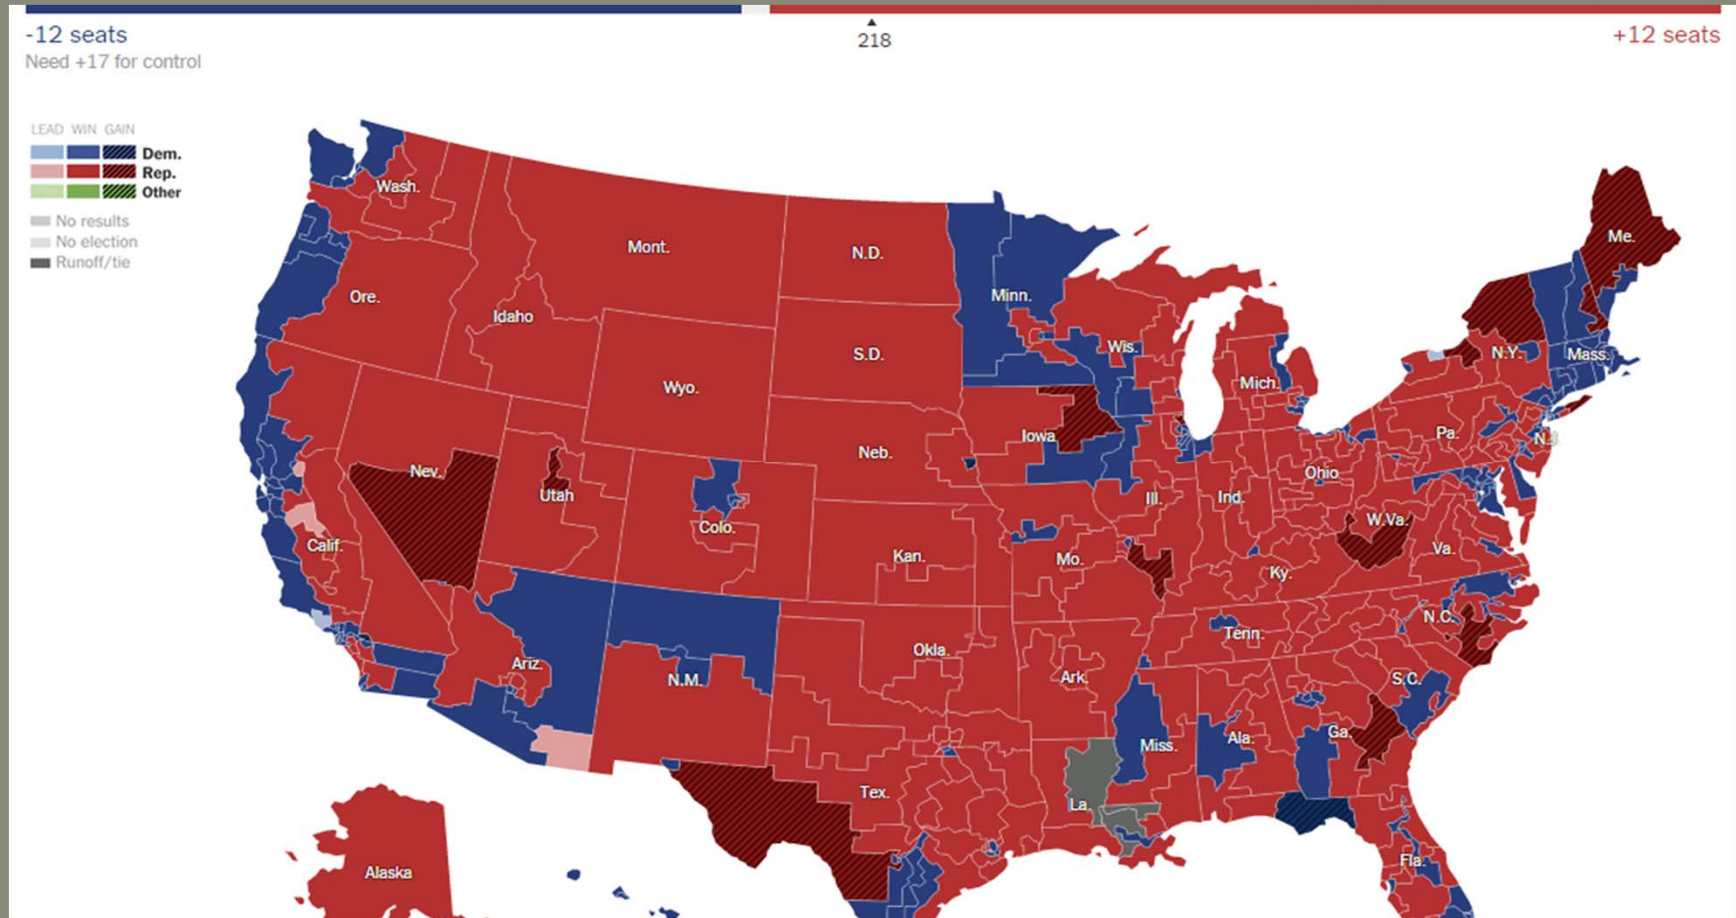 -12 seats
218
+12 seats
Need +17 for control
LEAD WIN GAIN
Dem.
Rep.
Other
No results
No election
Runoff/tie
Wash.
Mont.
N.D.
Me.
Ore.
Idaho
Minn.
S.D.
Wis.
N.Y.
Mass.
Wyo.
Mich.
Iowa
Pa.
N.J
Nev.
Neb.
Ohio
Utah
Ill.
Ind.
Colo.
W.Va.
Calif.
Kan.
Mo.
Va.
Ky.
N.C.
Tenn.
Okla.
Ariz.
N.M.
Ark.
S.C.
Miss.
Ala.
Ga.
Tex.
La.
Fla.
Alaska